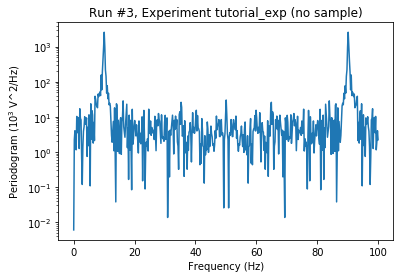 Run #3, Experiment tutorial_exp (no sample)
Periodogram (10³ V^2/Hz)
10³
10²
10¹
10⁰
10⁻¹
10⁻²
0 20 40 60 80 100
Frequency (Hz)